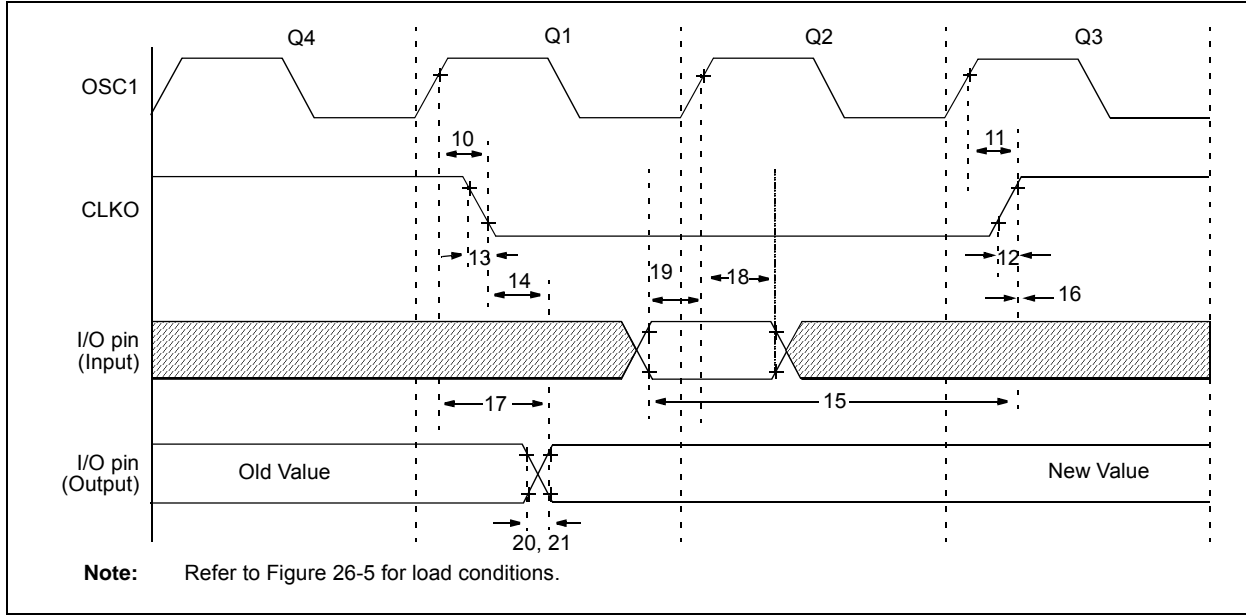 Q4 Q1 Q2 Q3
OSC1
10 11
CLKO
13 12
14 19 18 16
I/O pin
(Input)
17 15
I/O pin
(Output)
Old Value New Value
20, 21
Note: Refer to Figure 26-5 for load conditions.